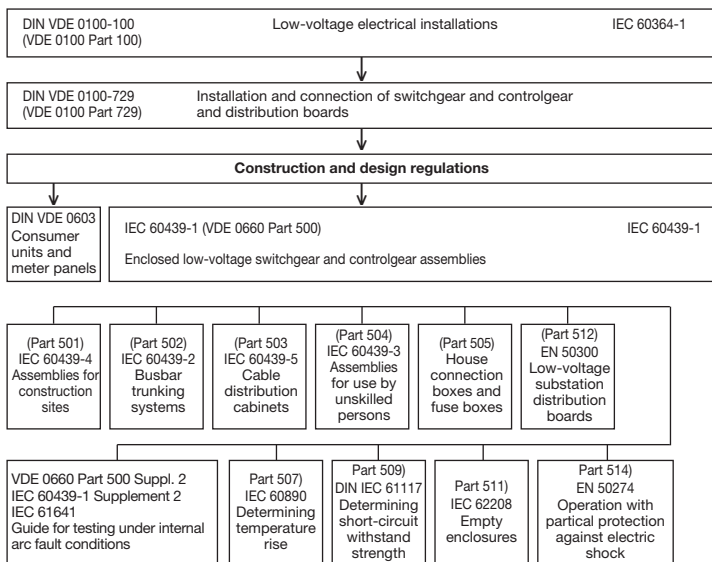 DIN VDE 0100-100 Low-voltage electrical installations IEC 60364-1
(VDE 0100 Part 100)
DIN VDE 0100-729 Installation and connection of switchgear and controlgear
(VDE 0100 Part 729) and distribution boards
Construction and design regulations
DIN VDE 0603
Consumer
units and
meter panels
IEC 60439-1 (VDE 0660 Part 500) IEC 60439-1
Enclosed low-voltage switchgear and controlgear assemblies
(Part 501)
IEC 60439-4
Assemblies for
construction
sites
(Part 502)
IEC 60439-2
Busbar
trunking
systems
(Part 503
IEC 60439-5
Cable
distribution
cabinets
(Part 504)
IEC 60439-3
Assemblies
for use by
unskilled
persons
(Part 505)
House
connection
boxes and
fuse boxes
(Part 512)
EN 50300
Low-voltage
substation
distribution
boards
VDE 0660 Part 500 Suppl. 2
IEC 60439-1 Supplement 2
IEC 61641
Guide for testing under internal
arc fault conditions
Part 507)
IEC 60890
Determining
temperature
rise
Part 509)
DIN IEC 61117
Determining
short-circuit
withstand
strength
Part 511)
IEC 62208
Empty
enclosures
Part 514)
EN 50274
Operation with
partical protection
against electric
shock